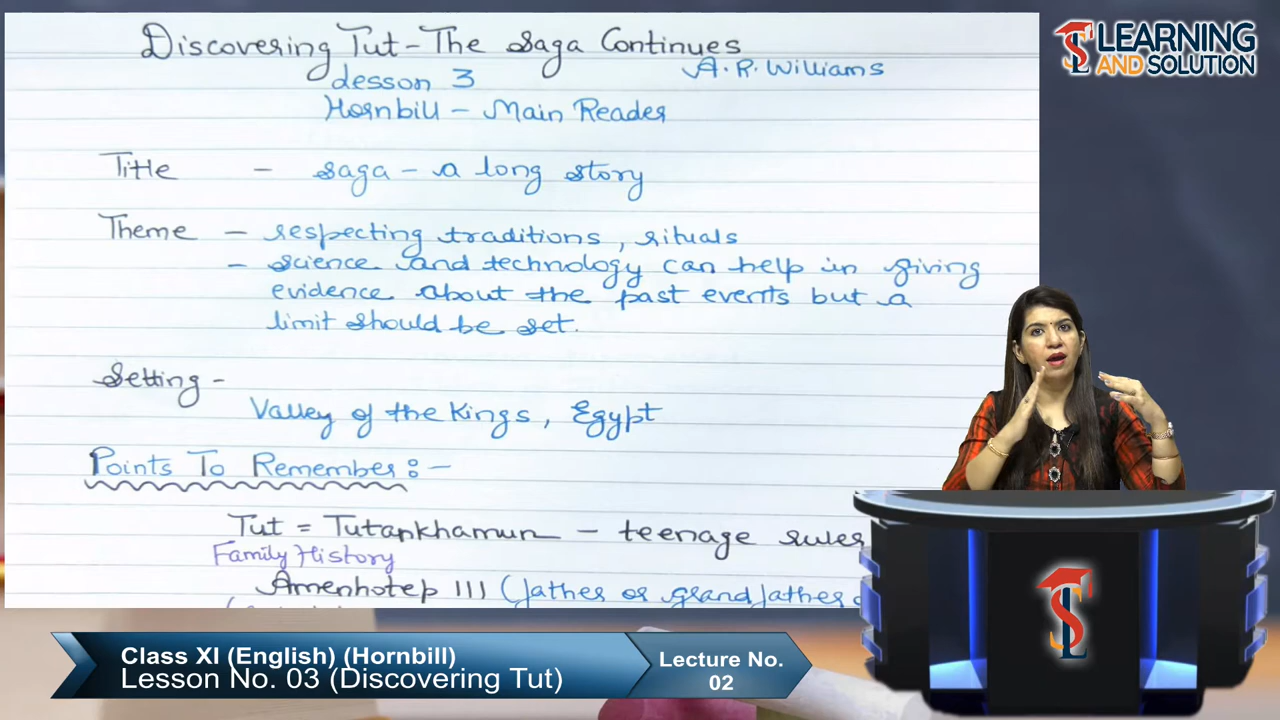 Discovering Tut - The Saga Continues
A. R. Williams
Lesson 3
Hornbill - Main Reader
Title - Saga - a long story
Theme - respecting traditions, rituals
- science and technology can help in giving
evidence about the past events but a
limit should be set.
Setting -
Valley of the Kings, Egypt
Points To Remember :-
Tut = Tutankhamun - teenage ruler
Family History
Amenhotep III (father or grandfather
LEARNING
AND SOLUTION
Class XI (English) (Hornbill)
Lesson No. 03 (Discovering Tut)
Lecture No.
02